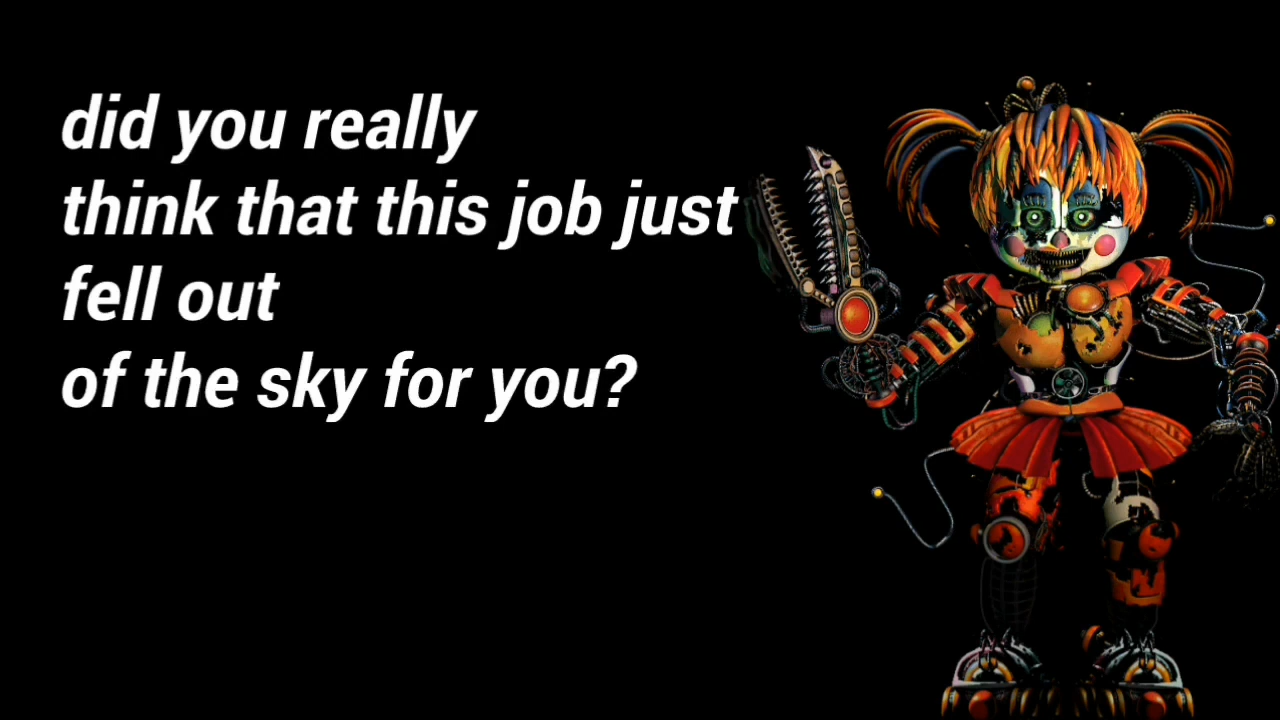 did you really
think that this job just
fell out
of the sky for you?